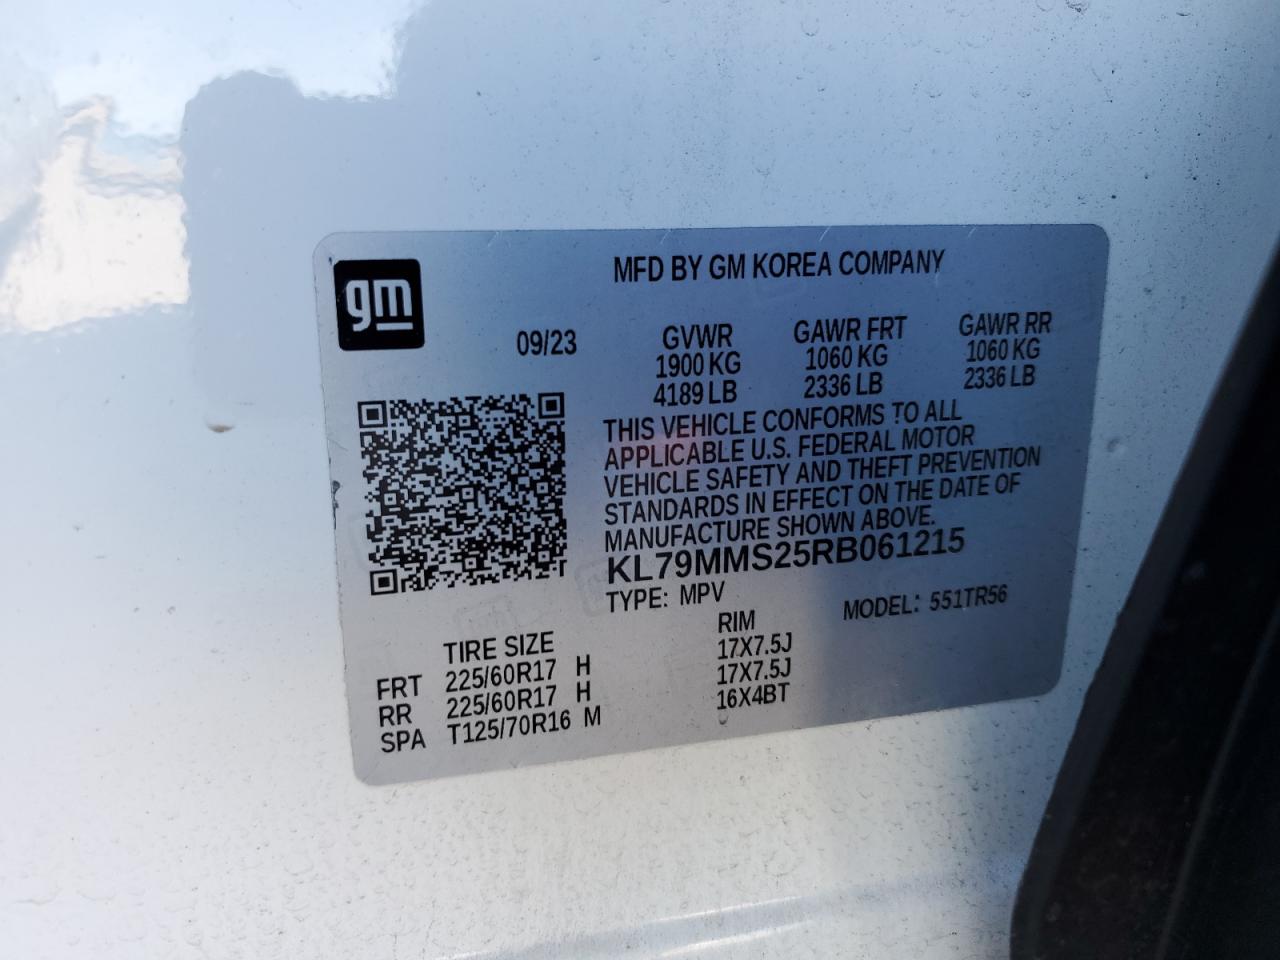 gm
MFD BY GM KOREA COMPANY
09/23 GVWR GAWR FRT GAWR RR
1900 KG 1060 KG 1060 KG
4189 LB 2336 LB 2336 LB
THIS VEHICLE CONFORMS TO ALL
APPLICABLE U.S. FEDERAL MOTOR
VEHICLE SAFETY AND THEFT PREVENTION
STANDARDS IN EFFECT ON THE DATE OF
MANUFACTURE SHOWN ABOVE.
KL79MMS25RB061215
TYPE: MPV MODEL: 551TR56
TIRE SIZE RIM
FRT 225/60R17 H 17X7.5J
RR 225/60R17 H 17X7.5J
SPA T125/70R16 M 16X4BT